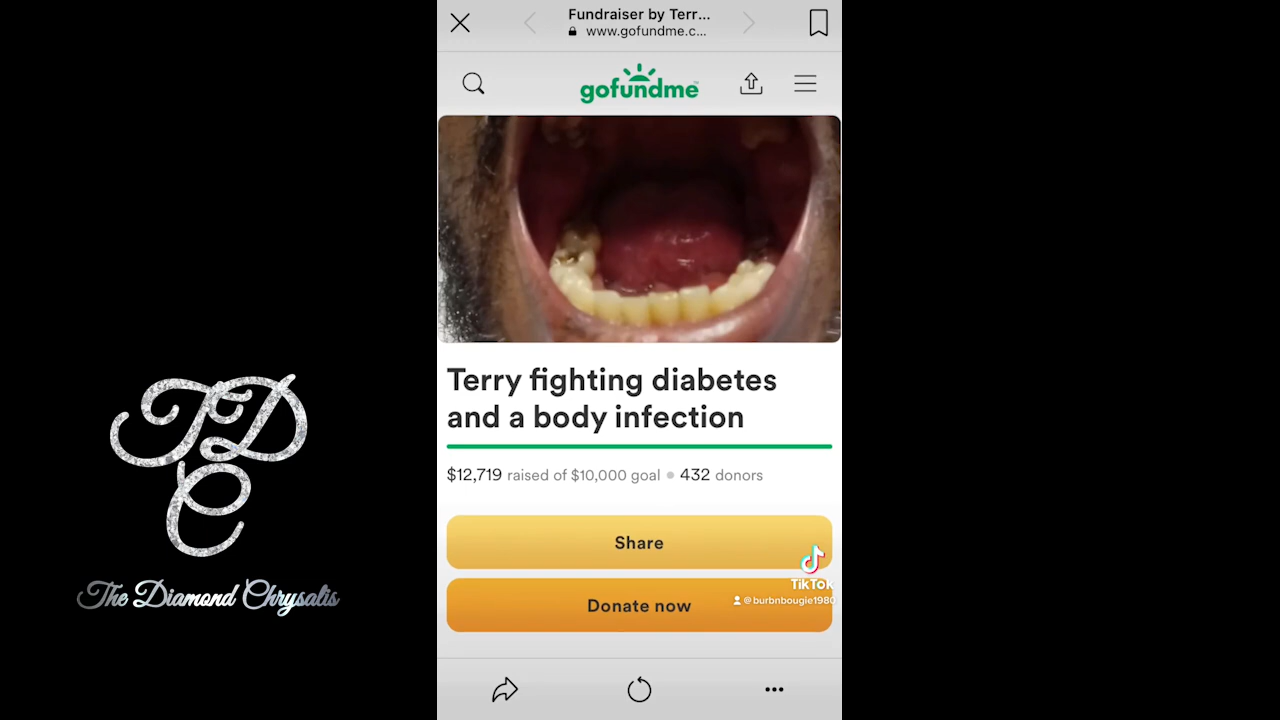 Fundraiser by Terr...
www.gofundme.c...
gofundme
Terry fighting diabetes
and a body infection
$12,719 raised of $10,000 goal • 432 donors
Share
Donate now
TikTok
@burbnbougie1980
TDC
The Diamond Chrysalis